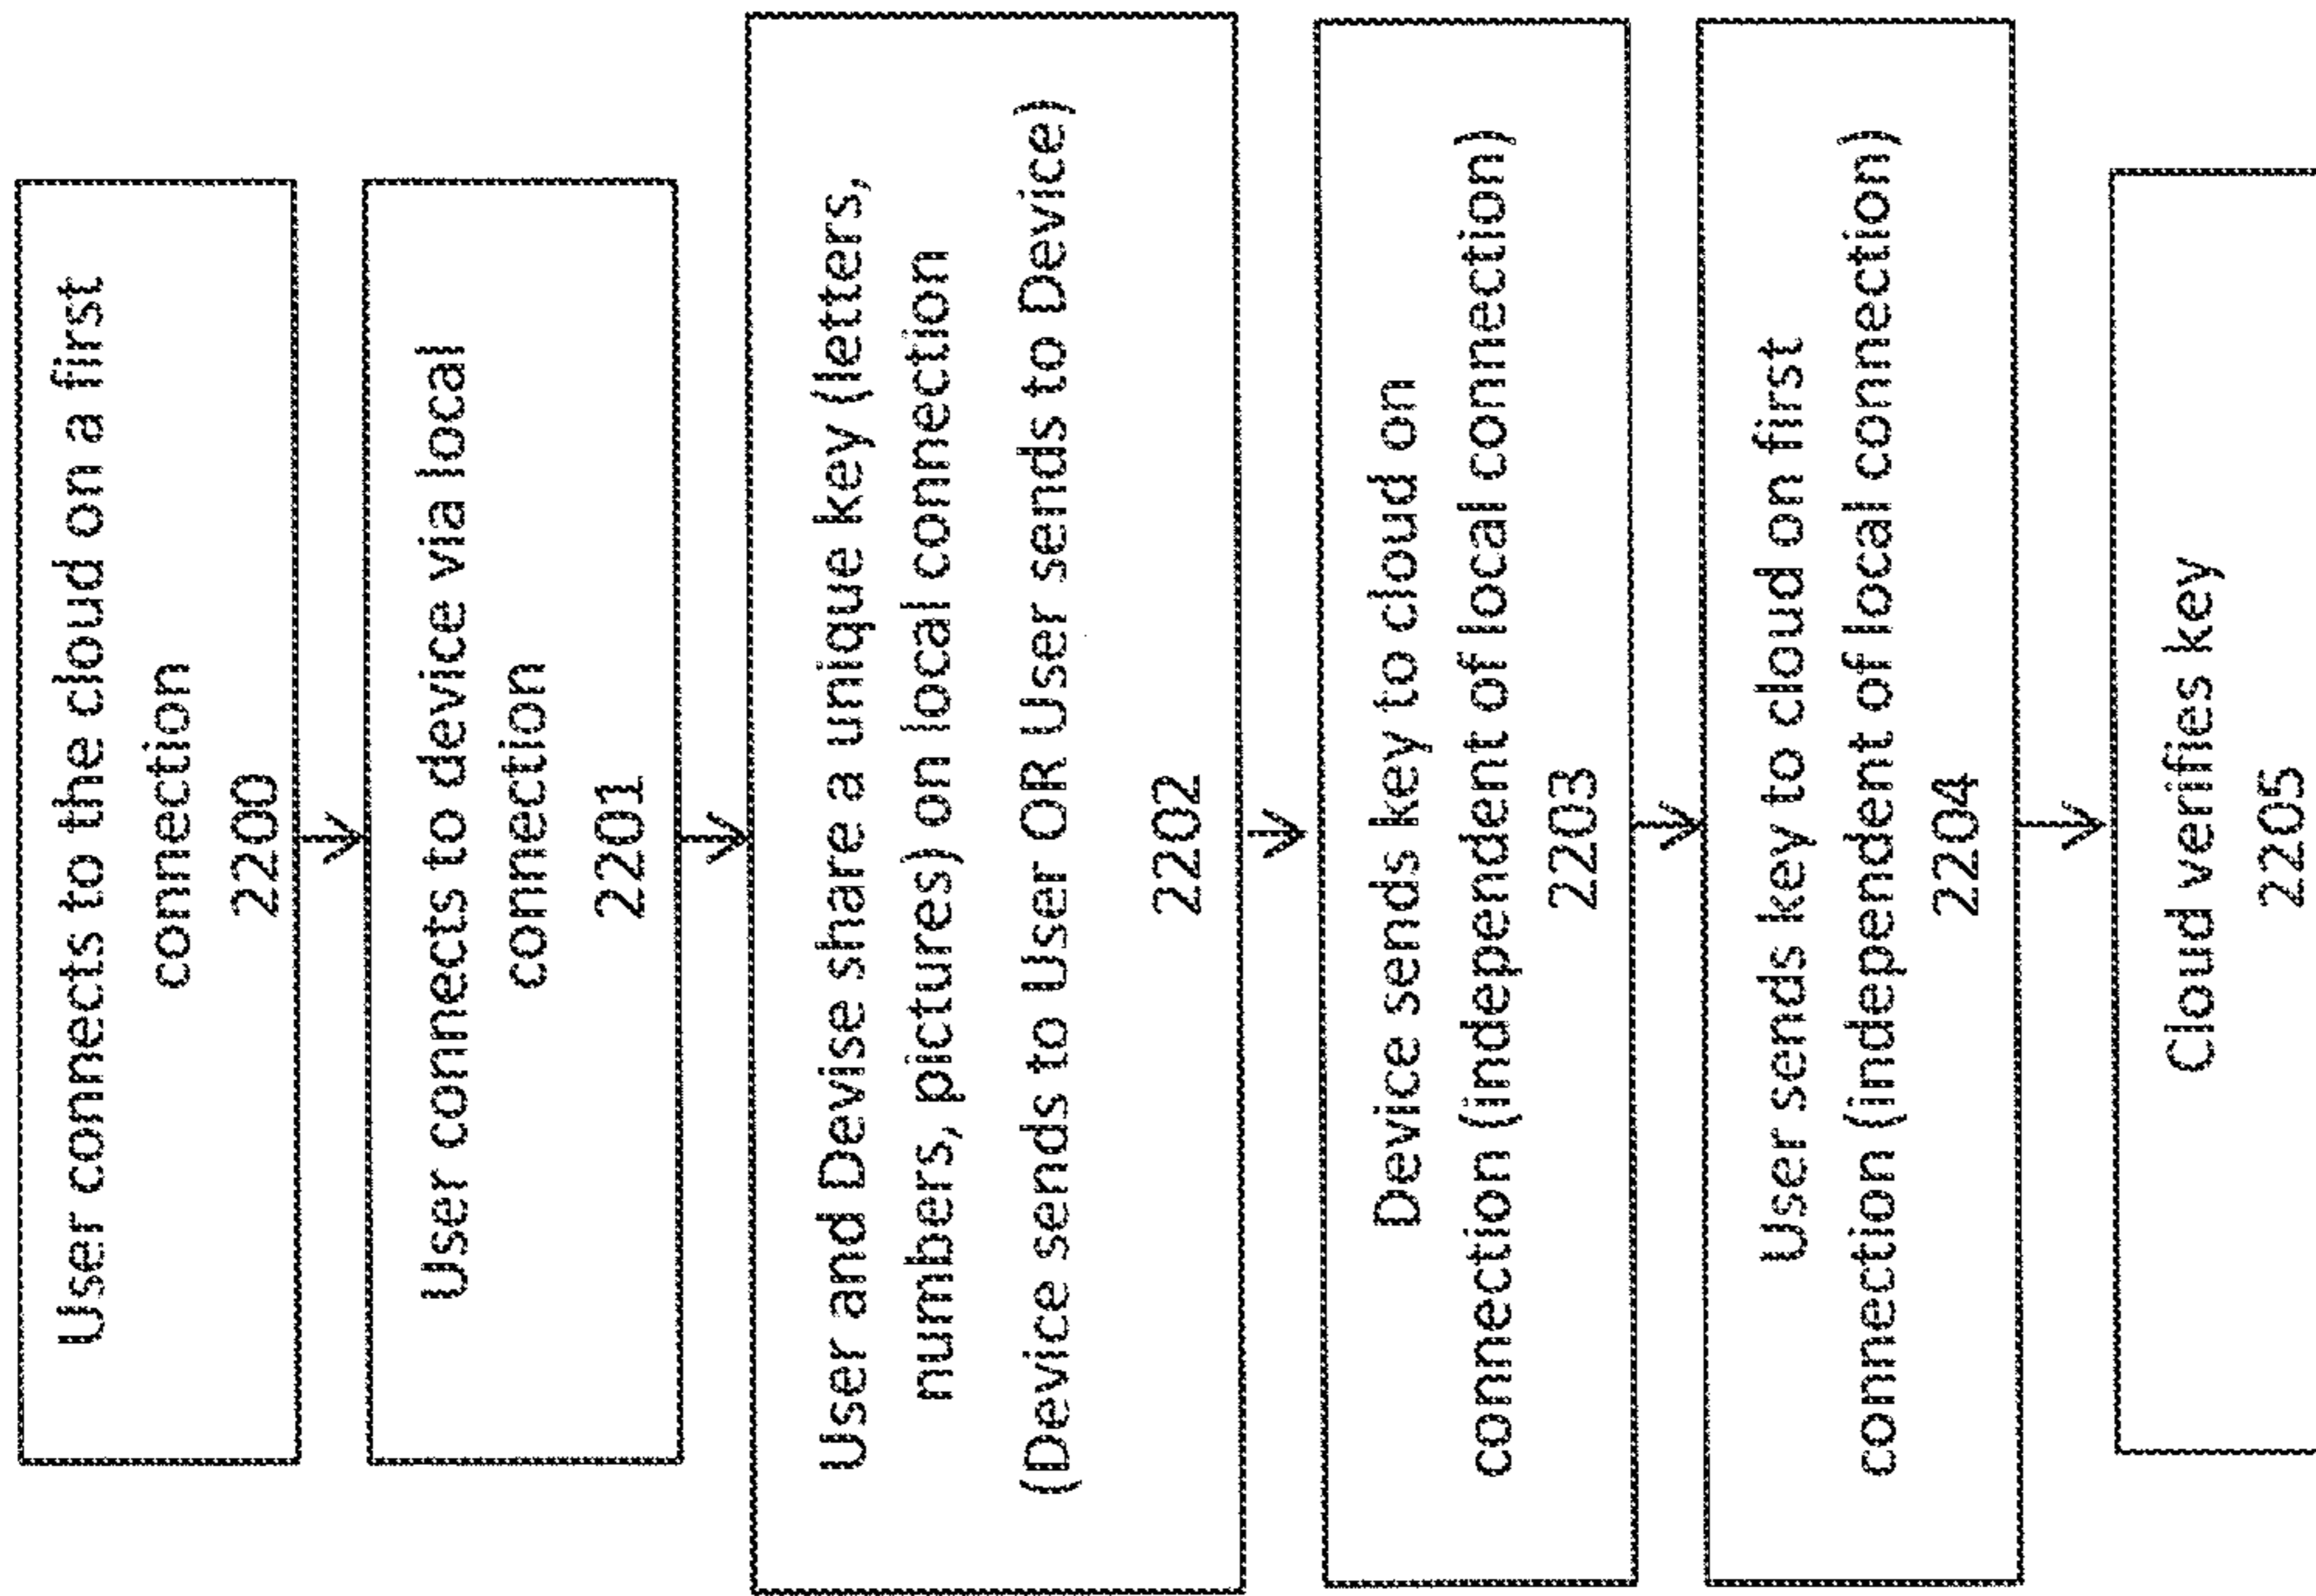 User connects to the cloud on a first
connection
2200
User connects to device via local
connection
2201
User and Devise share a unique key (letters,
numbers, pictures) on local connection
(Device sends to User OR User sends to Device)
2202
Device sends key to cloud on
connection (independent of local connection)
2203
User sends key to cloud on first
connection (independent of local connection)
2204
Cloud verifies key
2205